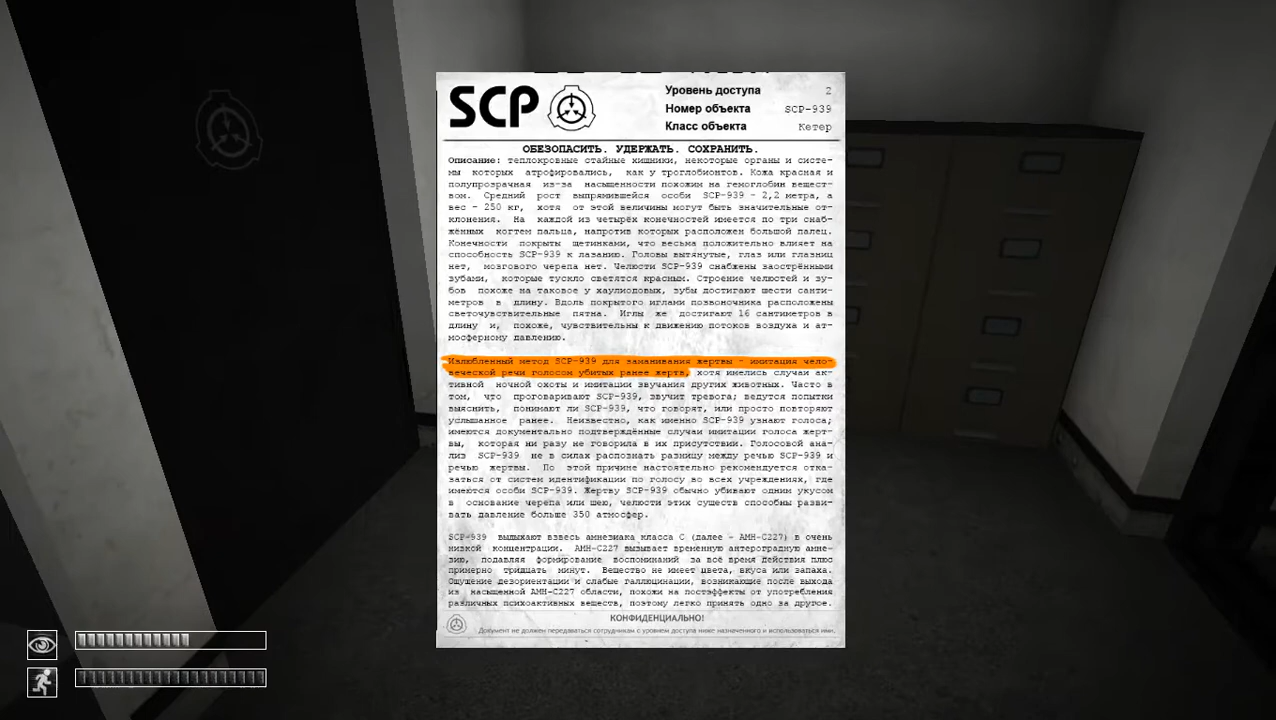 SCP
Уровень доступа 2
Номер объекта SCP-939
Класс объекта Кетер
ОБЕЗОПАСИТЬ. УДЕРЖАТЬ. СОХРАНИТЬ.
Описание: теплокровные стайные хищники, некоторые органы и систе-
мы которых атрофировались, как у троглобионтов. Кожа красная и
полупрозрачная из-за насыщенности похожим на гемоглобин вещест-
вом. Средний рост выпрямившейся особи SCP-939 - 2,2 метра, а
вес - 250 кг, хотя от этой величины могут быть значительные от-
клонения. На каждой из четырёх конечностей имеется по три снаб-
жённых когтем пальца, напротив которых расположен большой палец.
Конечности покрыты щетинками, что весьма положительно влияет на
способность SCP-939 к лазанию. Головы вытянутые, глаз или глазниц
нет, мозгового черепа нет. Челюсти SCP-939 снабжены заострёнными
зубами, которые тускло светятся красным. Строение челюстей и зу-
бов похоже на таковое у хаулиодовых, зубы достигают шести санти-
метров в длину. Вдоль покрытого иглами позвоночника расположены
светочувствительные пятна. Иглы же достигают 16 сантиметров в
длину и, похоже, чувствительны к движению потоков воздуха и ат-
мосферному давлению.
Излюбленный метод SCP-939 для заманивания жертвы - имитация чело-
веческой речи голосом убитых ранее жертв, хотя имелись случаи ак-
тивной ночной охоты и имитации звучания других животных. Часто в
том, что проговаривают SCP-939, звучит тревога; ведутся попытки
выяснить, понимают ли SCP-939, что говорят, или просто повторяют
услышанное ранее. Неизвестно, как именно SCP-939 узнают голоса;
имеются документально подтверждённые случаи имитации голоса жерт-
вы, которая ни разу не говорила в их присутствии. Голосовой ана-
лиз SCP-939 не в силах распознать разницу между речью SCP-939 и
речью жертвы. По этой причине настоятельно рекомендуется отка-
заться от систем идентификации по голосу во всех учреждениях, где
имеются особи SCP-939. Жертву SCP-939 обычно убивают одним укусом
в основание черепа или шею, челюсти этих существ способны разви-
вать давление больше 350 атмосфер.
SCP-939 выдыхают взвесь амнезиака класса C (далее - АМН-C227) в очень
низкой концентрации. АМН-C227 вызывает временную антероградную амне-
зию, подавляя формирование воспоминаний за всё время действия плюс
примерно тридцать минут. Вещество не имеет цвета, вкуса или запаха.
Ощущение дезориентации и слабые галлюцинации, возникающие после выхода
из насыщенной АМН-C227 области, похожи на постэффекты от употребления
различных психоактивных веществ, поэтому легко принять одно за другое.
КОНФИДЕНЦИАЛЬНО!
Документ не должен передаваться сотрудникам с уровнем доступа ниже назначенного и использоваться ими.